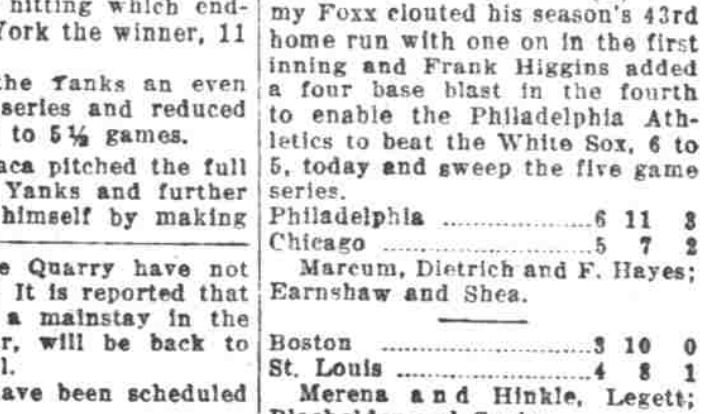 hitting which end-
York the winner, 11
the Yanks an even
series and reduced
to 5½ games.
aca pitched the full
Yanks and further
himself by making
e Quarry have not
It is reported that
a mainstay in the
r, will be back to
l.
ave been scheduled
my Foxx clouted his season's 43rd
home run with one on in the first
inning and Frank Higgins added
a four base blast in the fourth
to enable the Philadelphia Ath-
letics to beat the White Sox, 6 to
5, today and sweep the five game
series.
Philadelphia ......................6 11 3
Chicago ..............................5 7 2
Marcum, Dietrich and F. Hayes;
Earnshaw and Shea.
Boston ..............................3 10 0
St. Louis ...........................4 8 1
Merena and Hinkle, Legett;